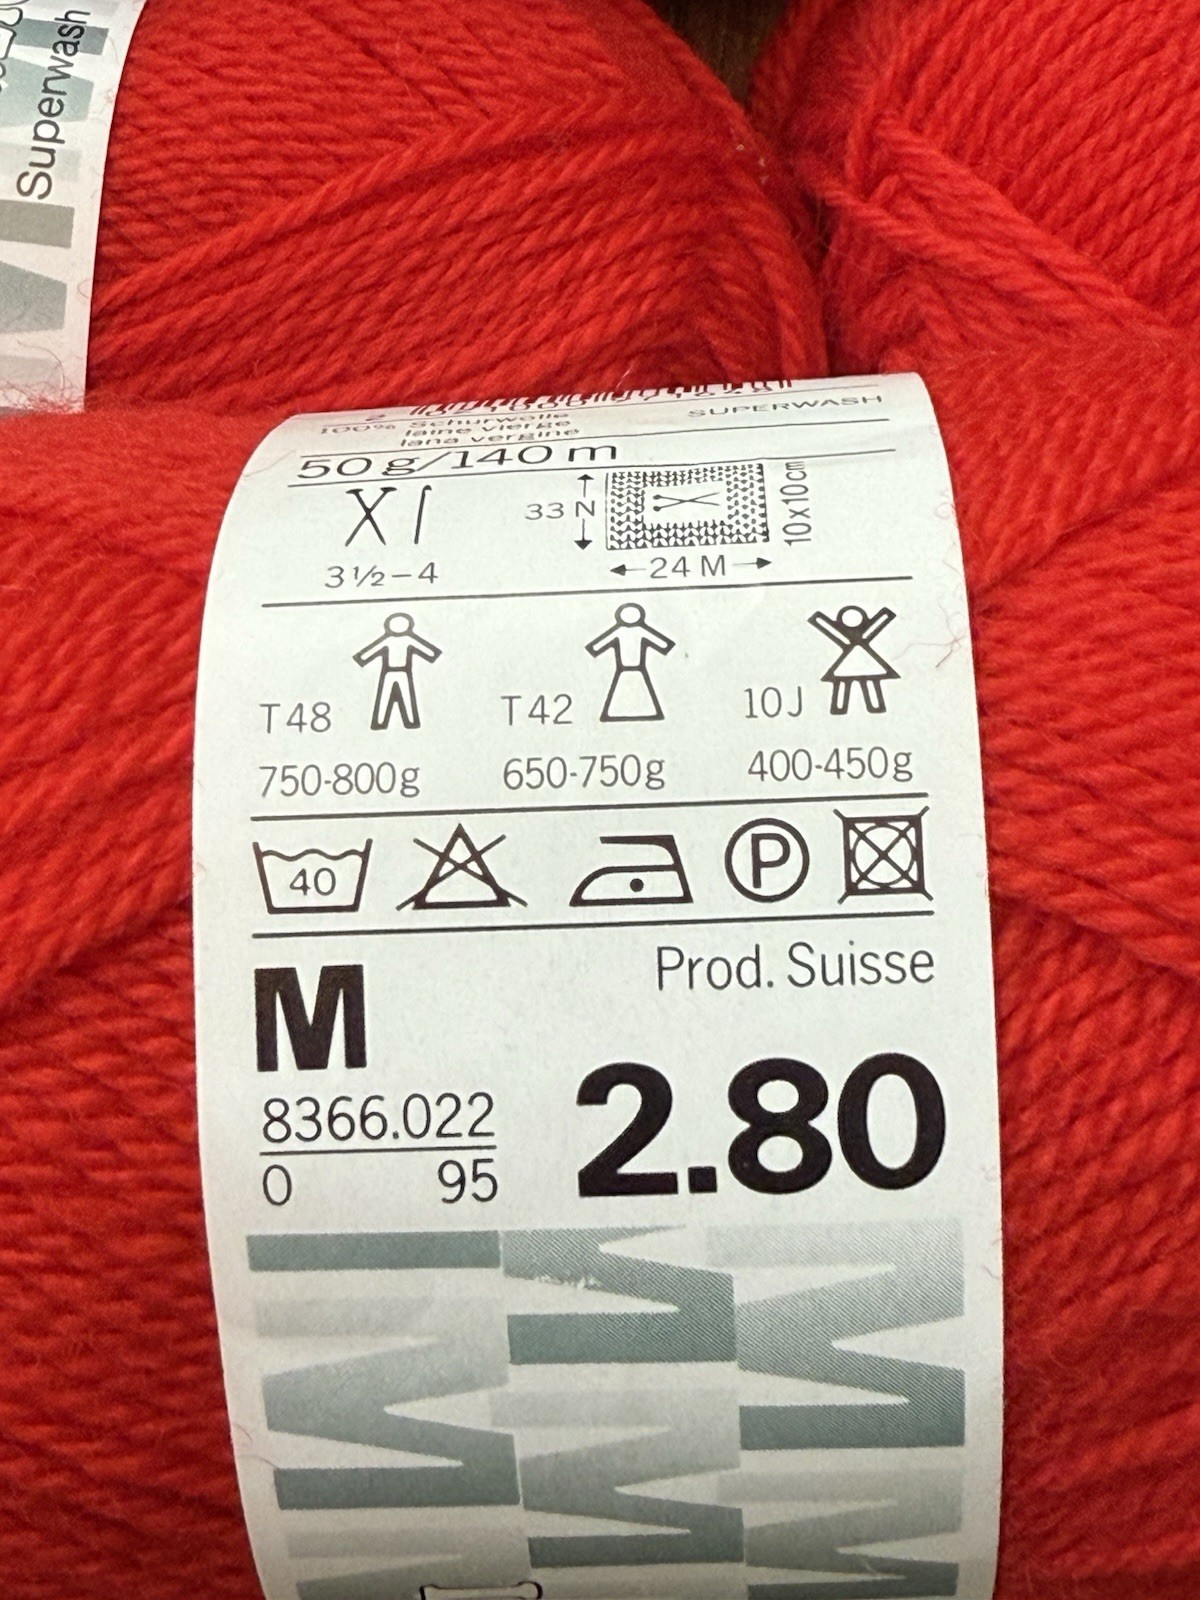 Superwash
100% Schurwolle
laine vierge
lana vergine
SUPERWASH
50g/140m
3½-4
33 N
24 M
10x10cm
T48
750-800g
T42
650-750g
10J
400-450g
40
P
Prod. Suisse
M
8366.022
0 95
2.80